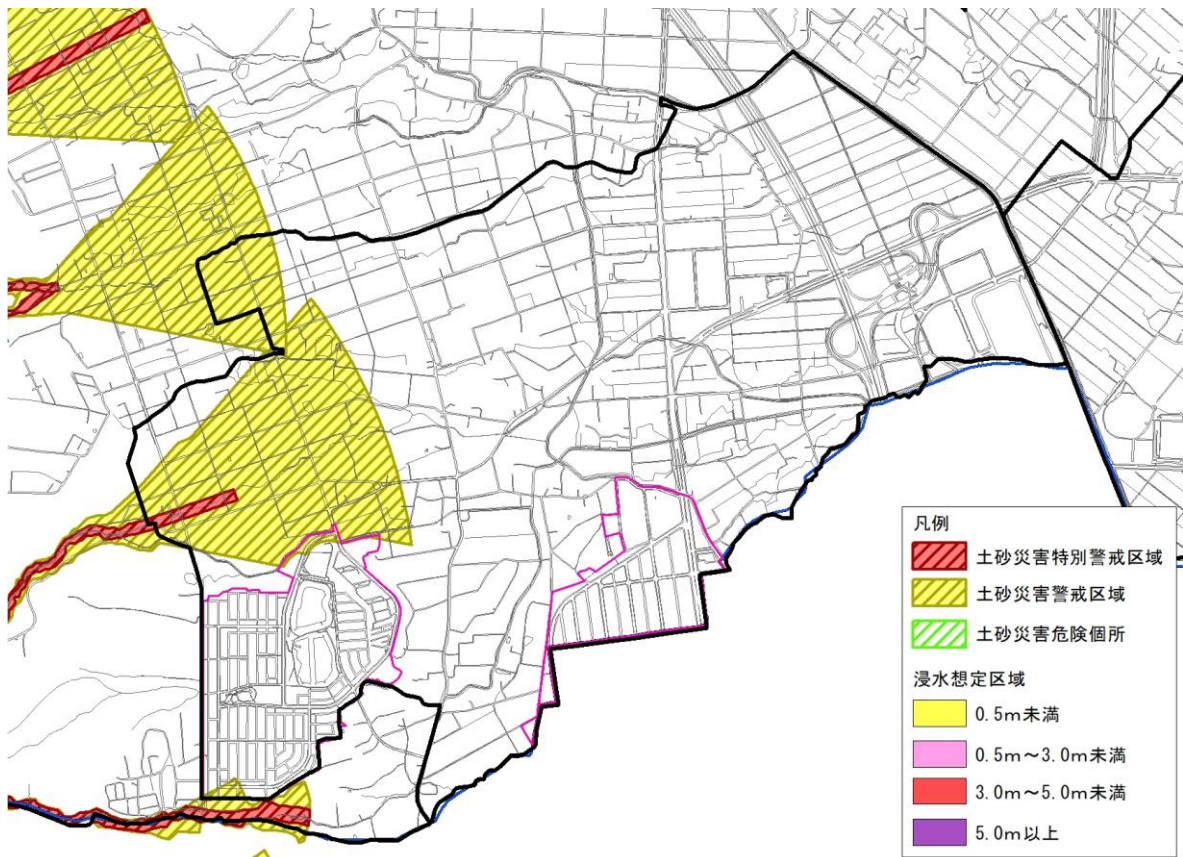 凡例
土砂災害特別警戒区域
土砂災害警戒区域
土砂災害危険個所
浸水想定区域
0.5m未満
0.5m～3.0m未満
3.0m～5.0m未満
5.0m以上